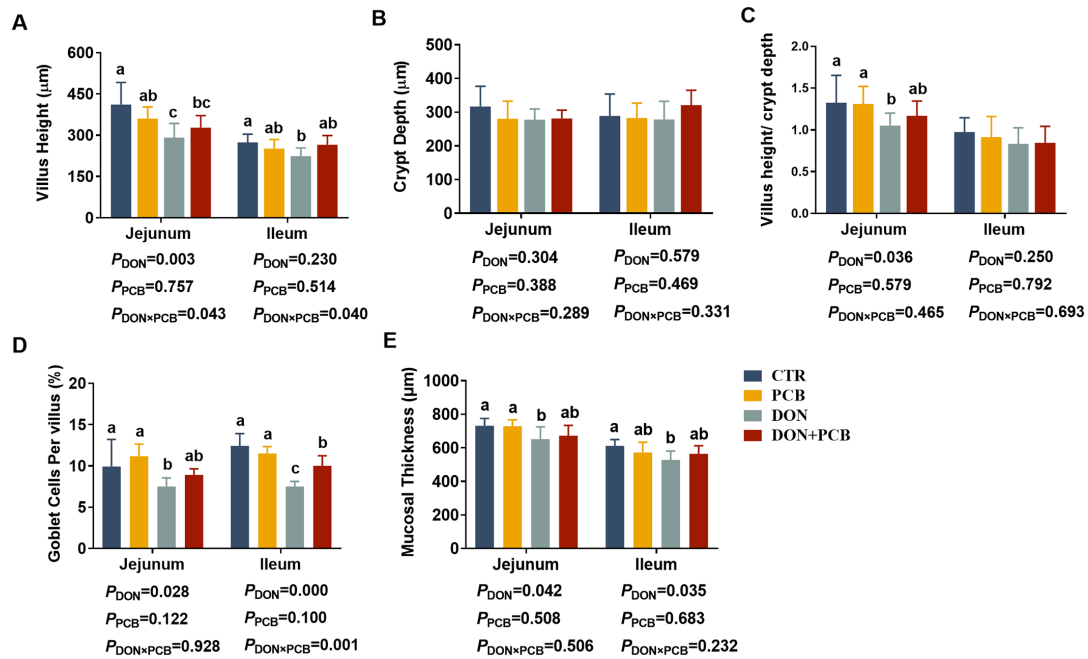 A
Villus Height (μm)
600
450
300
150
0
a
ab
c
bc
a
ab
b
ab
Jejunum
Ileum
PDON=0.003
PDON=0.230
PPCB=0.757
PPCB=0.514
PDON×PCB=0.043
PDON×PCB=0.040
B
Crypt Depth (μm)
500
400
300
200
100
0
Jejunum
Ileum
PDON=0.304
PDON=0.579
PPCB=0.388
PPCB=0.469
PDON×PCB=0.289
PDON×PCB=0.331
C
Villus height/ crypt depth
2.0
1.5
1.0
0.5
0.0
a
a
b
ab
Jejunum
Ileum
PDON=0.036
PDON=0.250
PPCB=0.579
PPCB=0.792
PDON×PCB=0.465
PDON×PCB=0.693
D
Goblet Cells Per villus (%)
20
15
10
5
0
a
a
b
ab
a
a
c
b
Jejunum
Ileum
PDON=0.028
PDON=0.000
PPCB=0.122
PPCB=0.100
PDON×PCB=0.928
PDON×PCB=0.001
E
Mucosal Thickness (μm)
1000
800
600
400
200
0
a
a
b
ab
a
ab
b
ab
Jejunum
Ileum
PDON=0.042
PDON=0.035
PPCB=0.508
PPCB=0.683
PDON×PCB=0.506
PDON×PCB=0.232
CTR
PCB
DON
DON+PCB